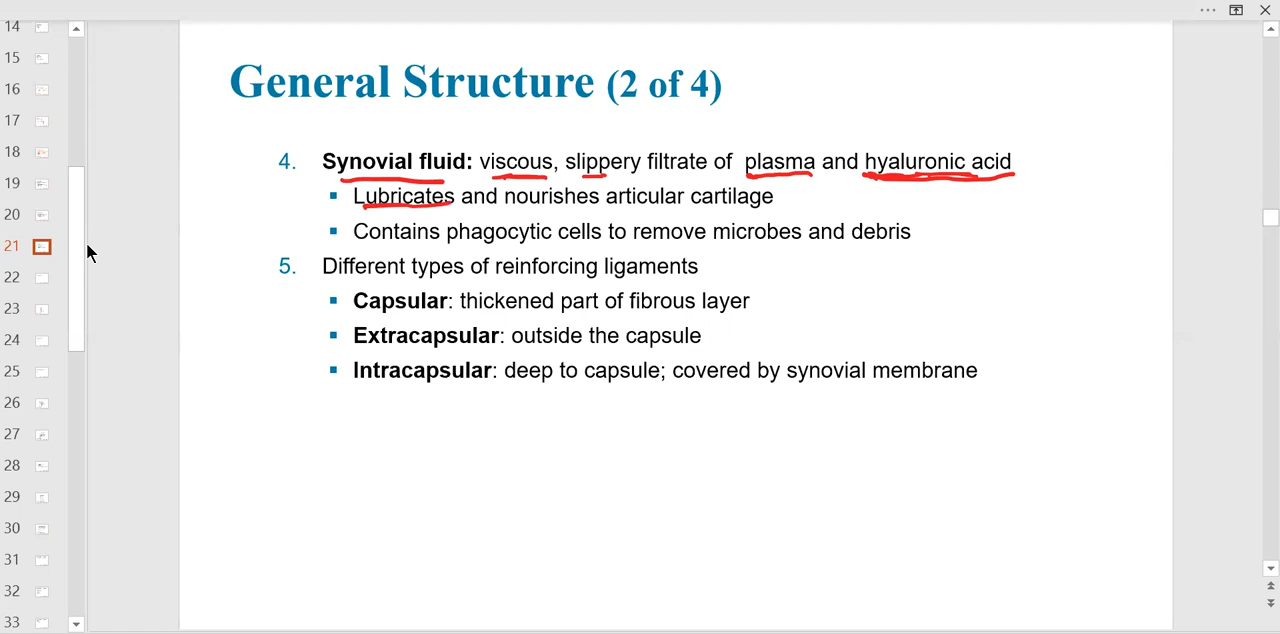 General Structure (2 of 4)
4. Synovial fluid: viscous, slippery filtrate of plasma and hyaluronic acid
▪ Lubricates and nourishes articular cartilage
▪ Contains phagocytic cells to remove microbes and debris
5. Different types of reinforcing ligaments
▪ Capsular: thickened part of fibrous layer
▪ Extracapsular: outside the capsule
▪ Intracapsular: deep to capsule; covered by synovial membrane
14
15
16
17
18
19
20
21
22
23
24
25
26
27
28
29
30
31
32
33